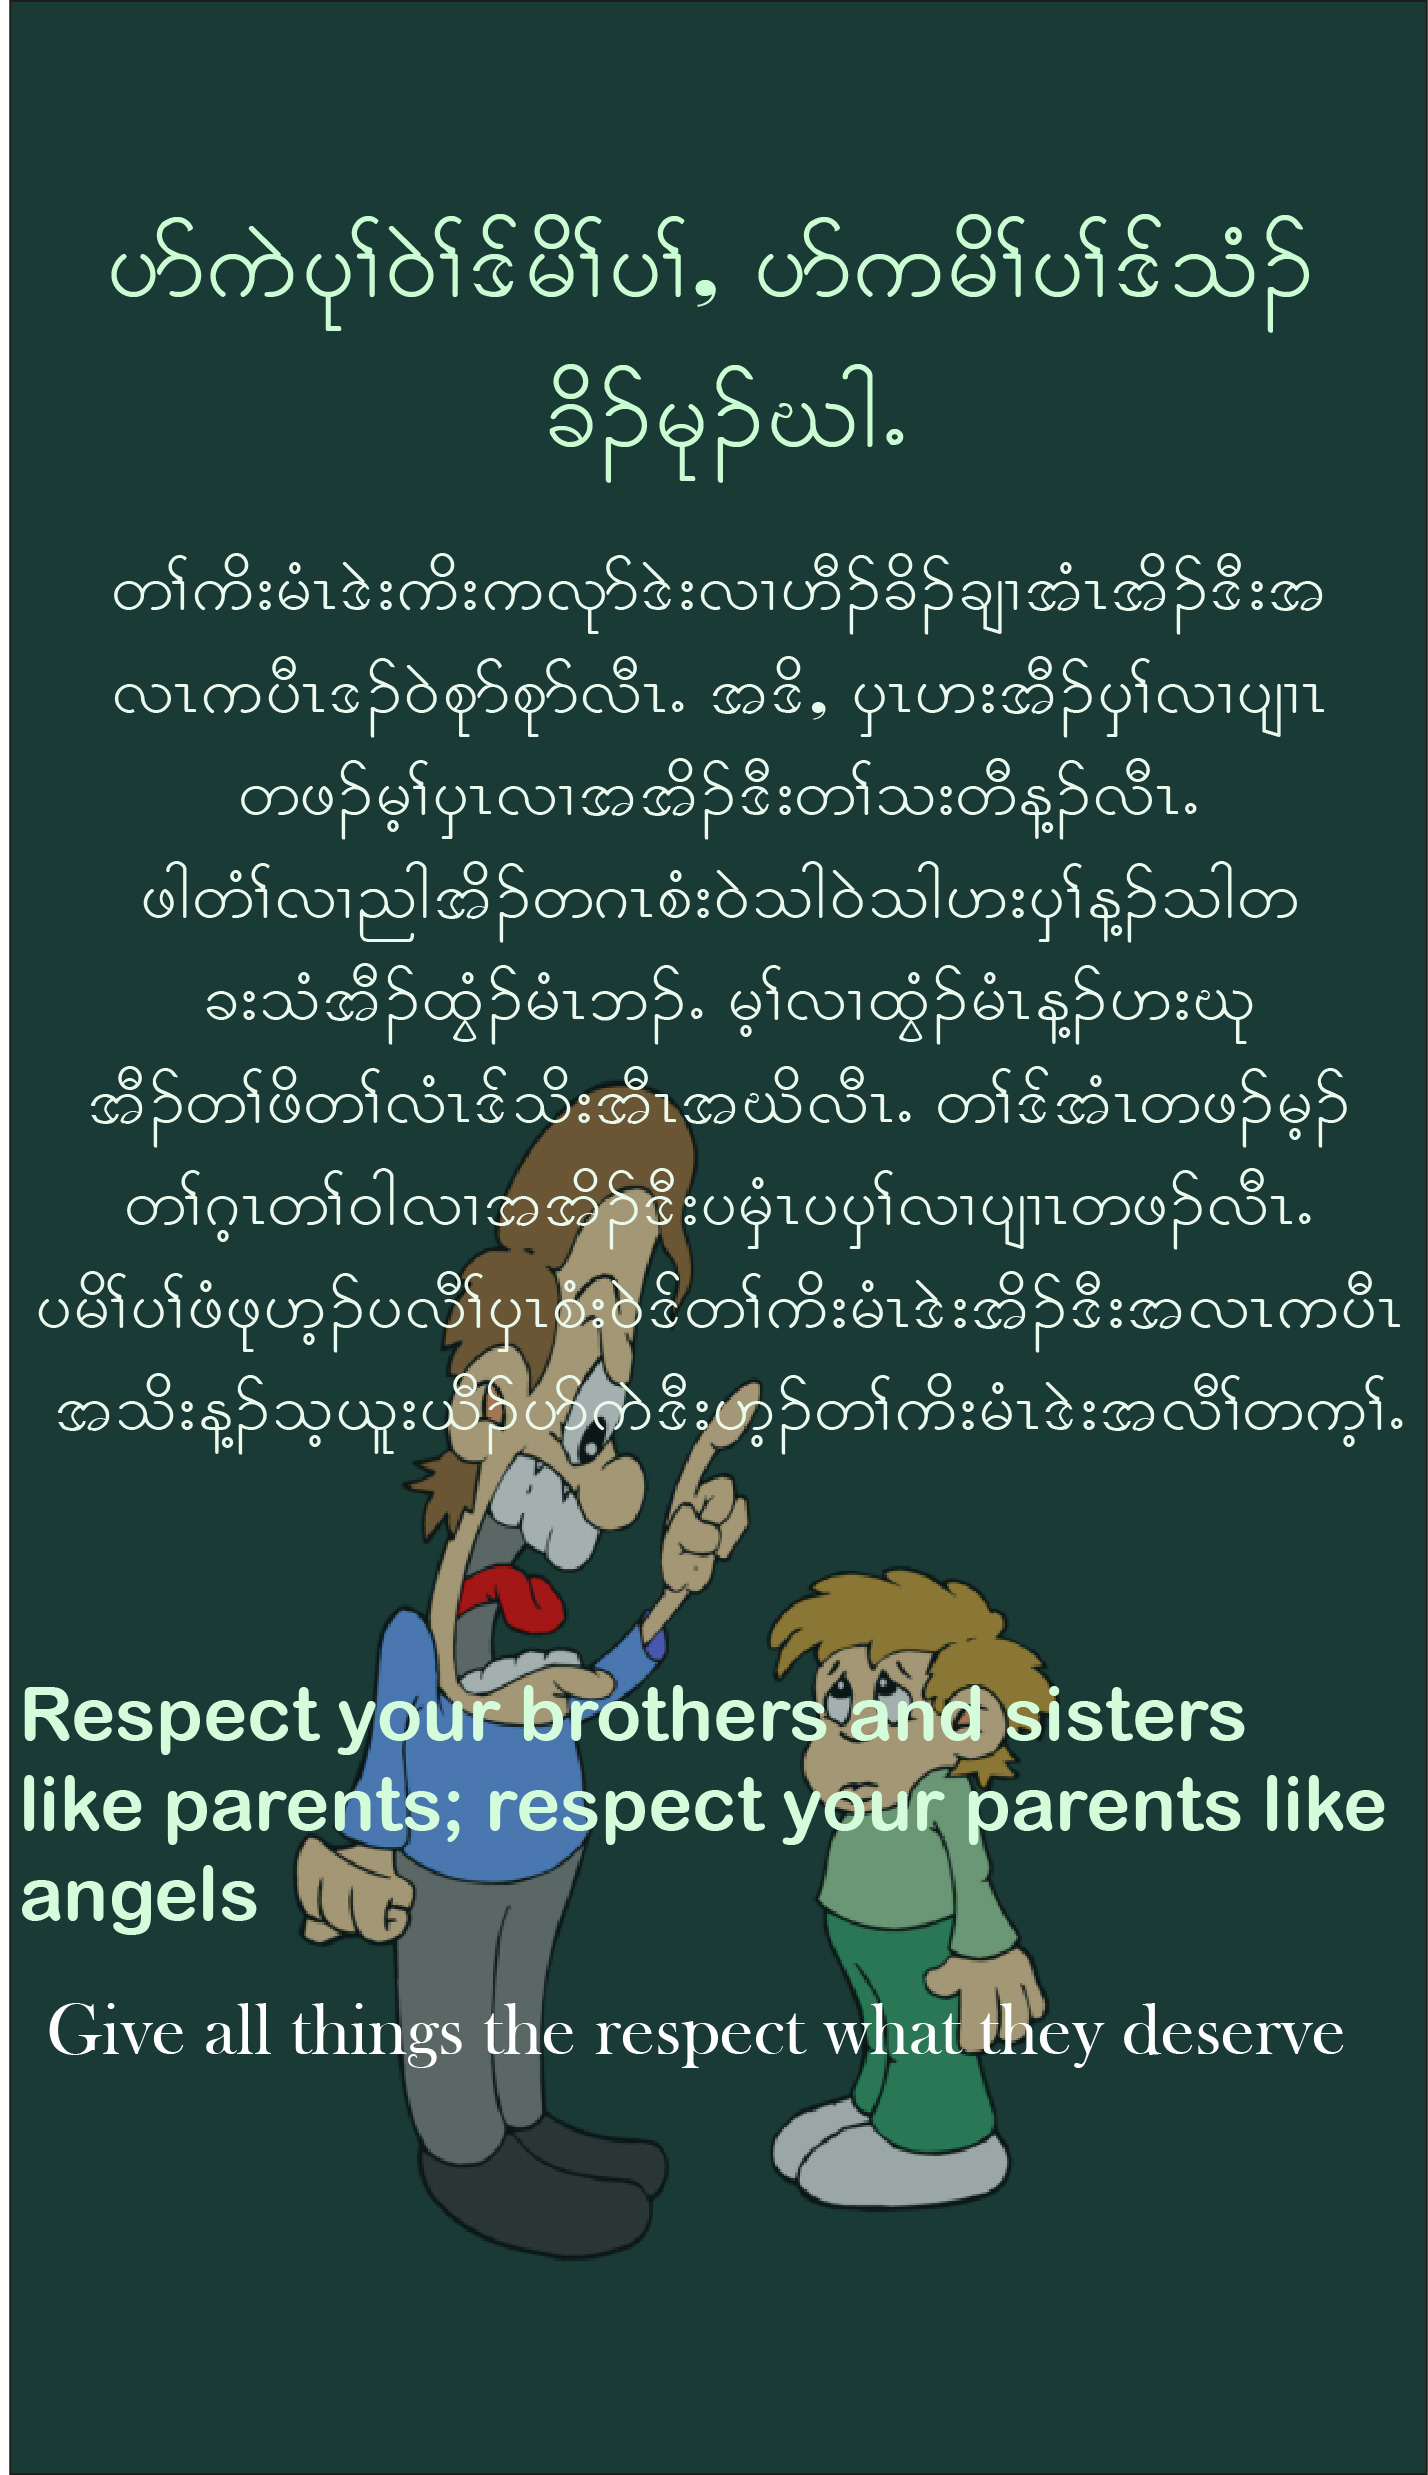 ဟ်ကဲပုၢ်ဝဲၢ်ဒ်မိၢ်ပၢ်, ဟ်ကမိၢ်ပၢ်ဒ်သံၣ်
ခိၣ်မုၣ်ဃါ.
တၢ်ကိးမံၤဒဲးကိးကလုာ်ဒဲးလၢဟီၣ်ခိၣ်ချၢအံၤအိၣ်ဒီးအ
လၤကပီၤဒၣ်ဝဲစုာ်စုာ်လီၤ. အဒိ, ပှၤဟးအီၣ်ပှၢ်လၢပျၢၤ
တဖၣ်မ့ၢ်ပှၤလၢအအိၣ်ဒီးတၢ်သးတီန့ၣ်လီၤ.
ဖါတံၢ်လၢညါအိၣ်တဂၤစံးဝဲသါဝဲသါဟးပှၢ်န့ၣ်သါတ
ခးသံအီၣ်ထွံၣ်မံၤဘၣ်. မ့ၢ်လၢထွံၣ်မံၤန့ၣ်ဟးဃု
အီၣ်တၢ်ဖိတၢ်လံၤဒ်သိးအီၤအဃိလီၤ. တၢ်ဒ်အံၤတဖၣ်မ့ၣ်
တၢ်ဂ့ၤတၢ်ဝါလၢအအိၣ်ဒီးပမှံၤပပှၢ်လၢပျၢၤတဖၣ်လီၤ.
ပမိၢ်ပၢ်ဖံဖုဟ့ၣ်ပလီၢ်ပှၤစံးဝဲဒ်တၢ်ကိးမံၤဒဲးအိၣ်ဒီးအလၤကပီၤ
အသိးန့ၣ်သ့ယူးယီၣ်ဟ်ကဲဒီးဟ့ၣ်တၢ်ကိးမံၤဒဲးအလီၢ်တက့ၢ်.
Respect your brothers and sisters
like parents; respect your parents like
angels
Give all things the respect what they deserve